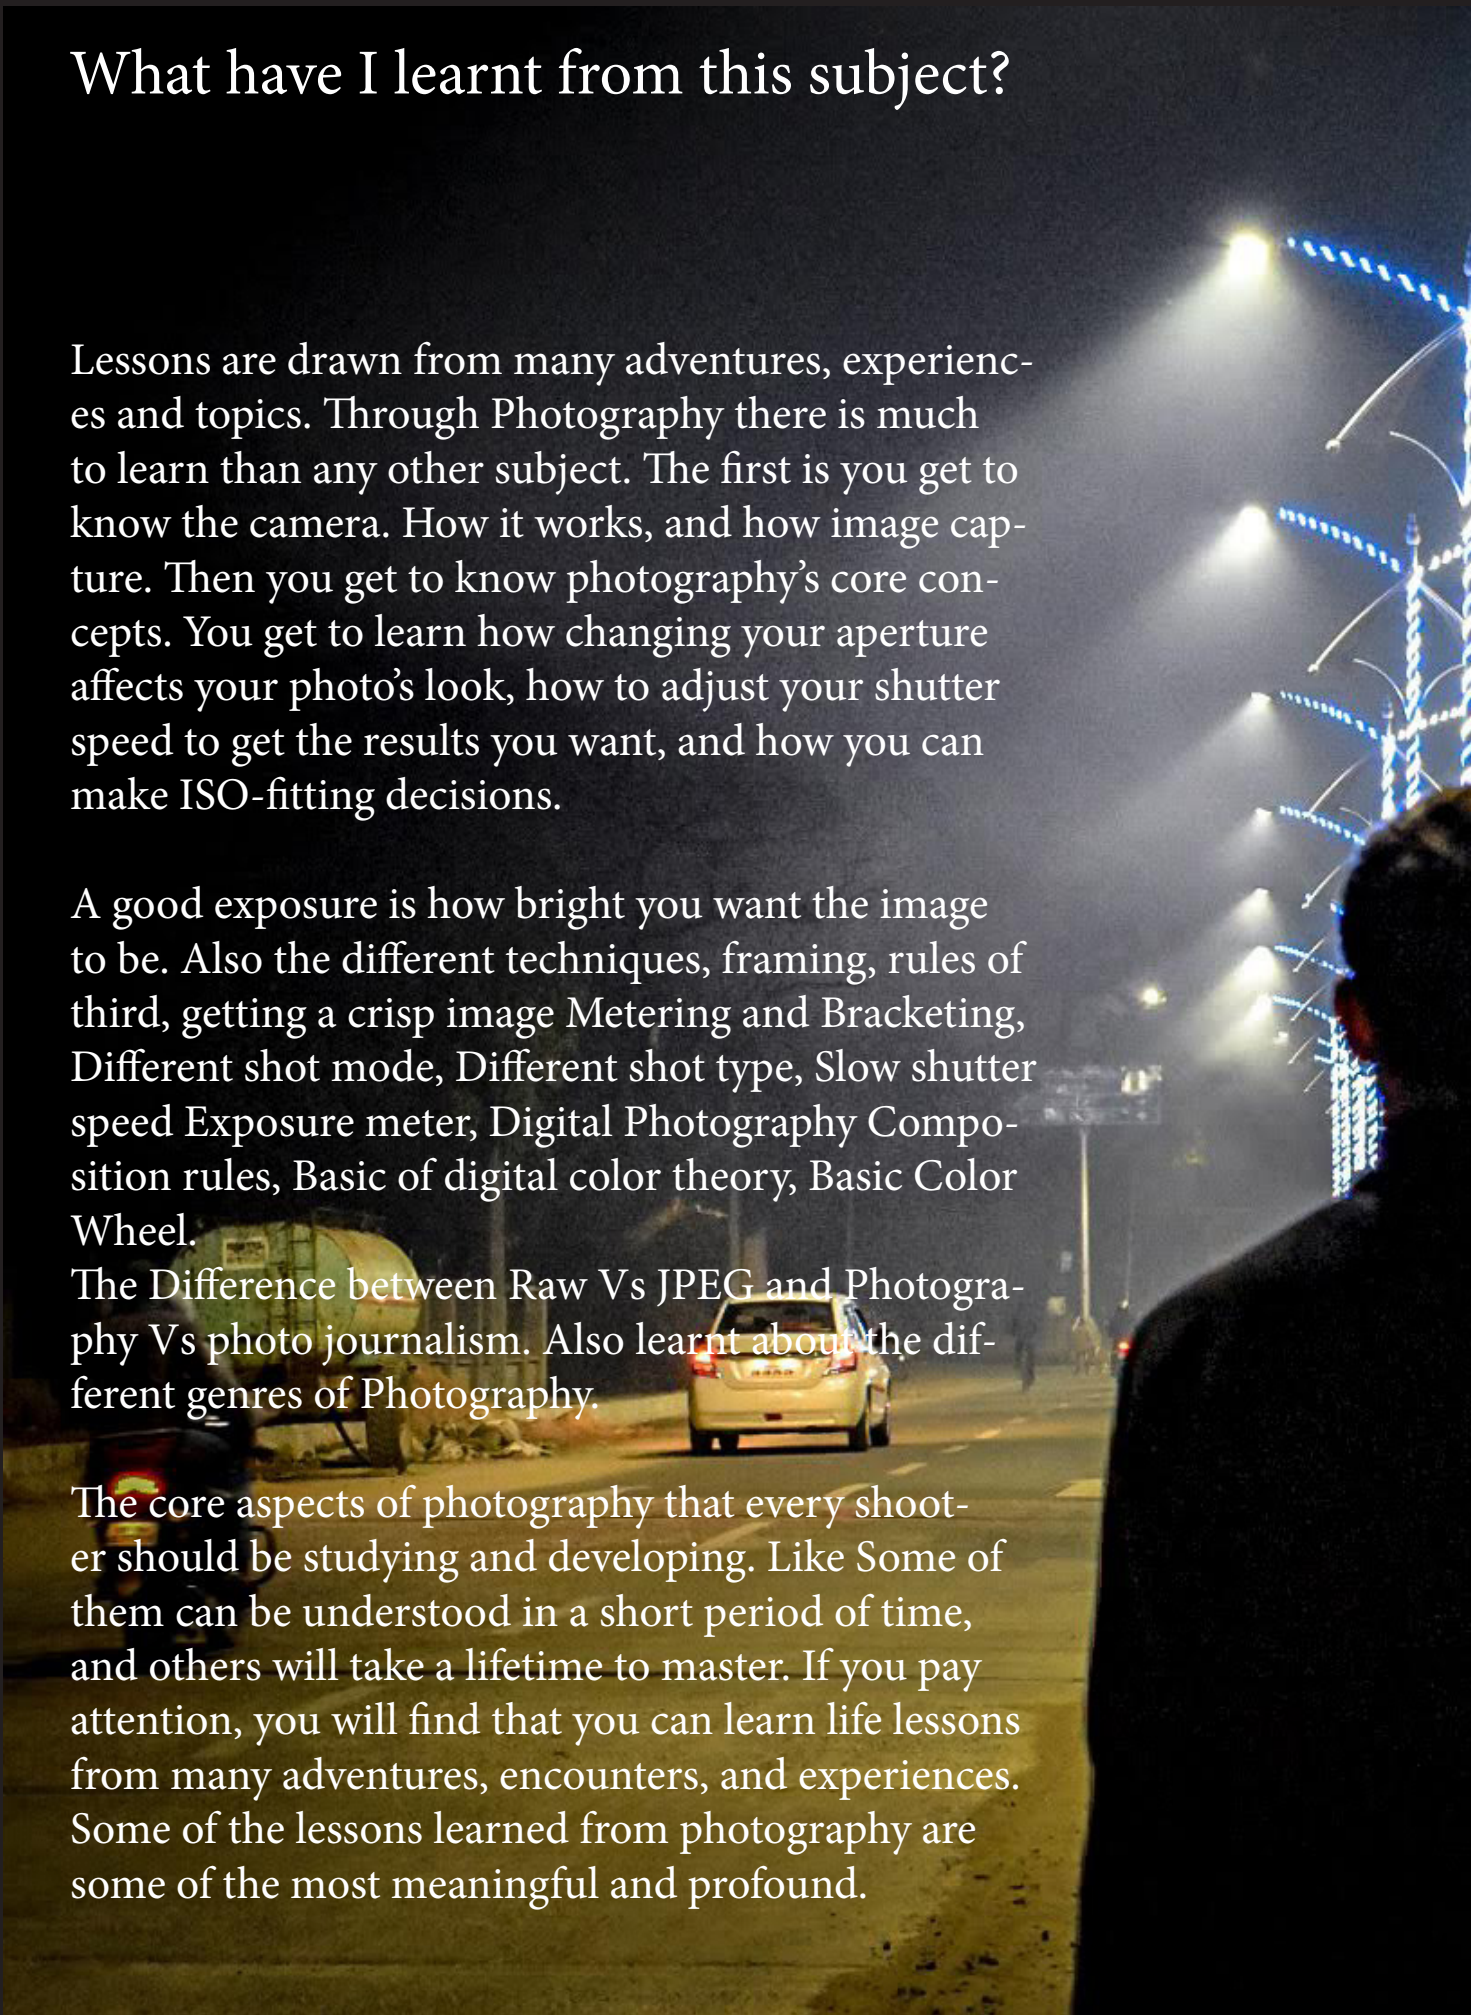 What have I learnt from this subject?
Lessons are drawn from many adventures, experienc-
es and topics. Through Photography there is much
to learn than any other subject. The first is you get to
know the camera. How it works, and how image cap-
ture. Then you get to know photography’s core con-
cepts. You get to learn how changing your aperture
affects your photo’s look, how to adjust your shutter
speed to get the results you want, and how you can
make ISO-fitting decisions.
A good exposure is how bright you want the image
to be. Also the different techniques, framing, rules of
third, getting a crisp image Metering and Bracketing,
Different shot mode, Different shot type, Slow shutter
speed Exposure meter, Digital Photography Compo-
sition rules, Basic of digital color theory, Basic Color
Wheel.
The Difference between Raw Vs JPEG and Photogra-
phy Vs photo journalism. Also learnt about the dif-
ferent genres of Photography.
The core aspects of photography that every shoot-
er should be studying and developing. Like Some of
them can be understood in a short period of time,
and others will take a lifetime to master. If you pay
attention, you will find that you can learn life lessons
from many adventures, encounters, and experiences.
Some of the lessons learned from photography are
some of the most meaningful and profound.